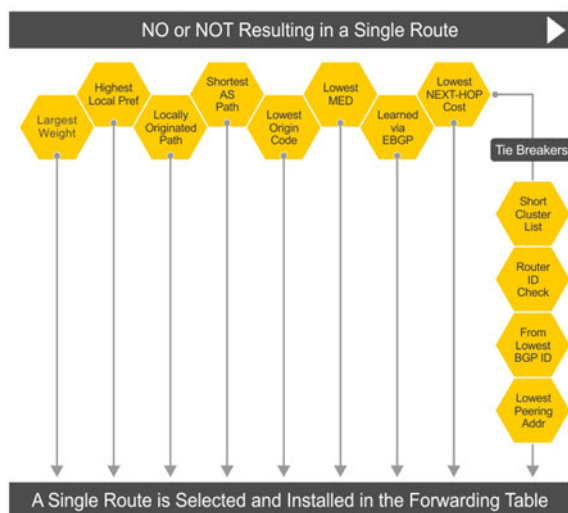 NO or NOT Resulting in a Single Route
Largest
Weight
Highest
Local Pref
Locally
Originated
Path
Shortest
AS
Path
Lowest
Origin
Code
Lowest
MED
Learned
via
EBGP
Lowest
NEXT-HOP
Cost
Tie Breakers
Short
Cluster
List
Router
ID
Check
From
Lowest
BGP ID
Lowest
Peering
Addr
A Single Route is Selected and Installed in the Forwarding Table